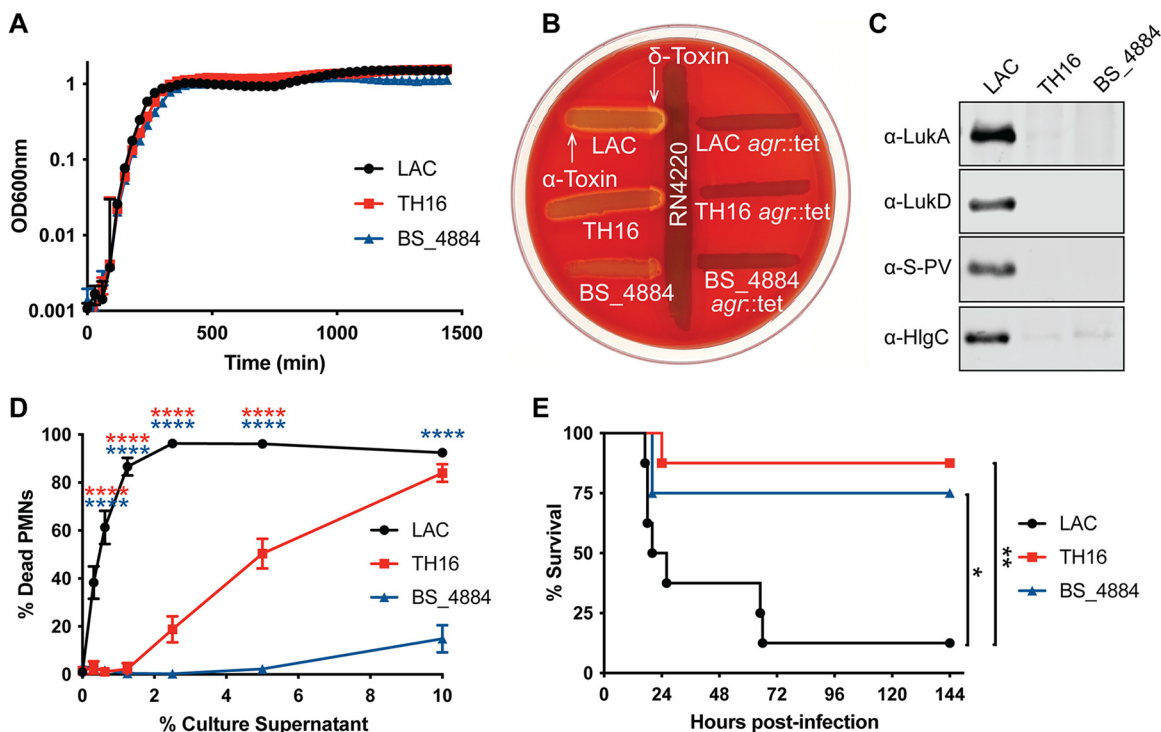 A
OD600nm
1
0.1
1.0
0.001
0
500
1000
1500
Time (min)
LAC
TH16
BS_4884
B
δ-Toxin
LAC
α-Toxin
TH16
BS_4884
RN4220
LAC agr::tet
TH16 agr::tet
BS_4884
agr::tet
C
LAC
TH16
BS_4884
α-LukA
α-LukD
α-S-PV
α-HlgC
D
% Dead PMNs
100
80
60
40
20
0
0
2
4
6
8
10
% Culture Supernatant
****
****
****
****
****
****
****
****
****
LAC
TH16
BS_4884
E
% Survival
100
75
50
25
0
0
24
48
72
96
120
144
Hours post-infection
*
**
LAC
TH16
BS_4884